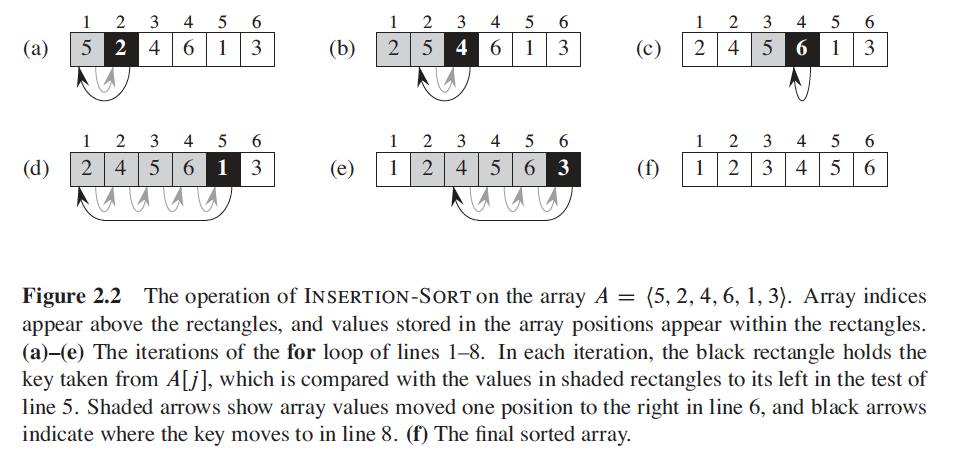 1 2 3 4 5 6 1 2 3 4 5 6 1 2 3 4 5 6
(a) 5 2 4 6 1 3 (b) 2 5 4 6 1 3 (c) 2 4 5 6 1 3
1 2 3 4 5 6 1 2 3 4 5 6 1 2 3 4 5 6
(d) 2 4 5 6 1 3 (e) 1 2 4 5 6 3 (f) 1 2 3 4 5 6
Figure 2.2 The operation of INSERTION-SORT on the array A = ⟨5, 2, 4, 6, 1, 3⟩. Array indices
appear above the rectangles, and values stored in the array positions appear within the rectangles.
(a)–(e) The iterations of the for loop of lines 1–8. In each iteration, the black rectangle holds the
key taken from A[j], which is compared with the values in shaded rectangles to its left in the test of
line 5. Shaded arrows show array values moved one position to the right in line 6, and black arrows
indicate where the key moves to in line 8. (f) The final sorted array.